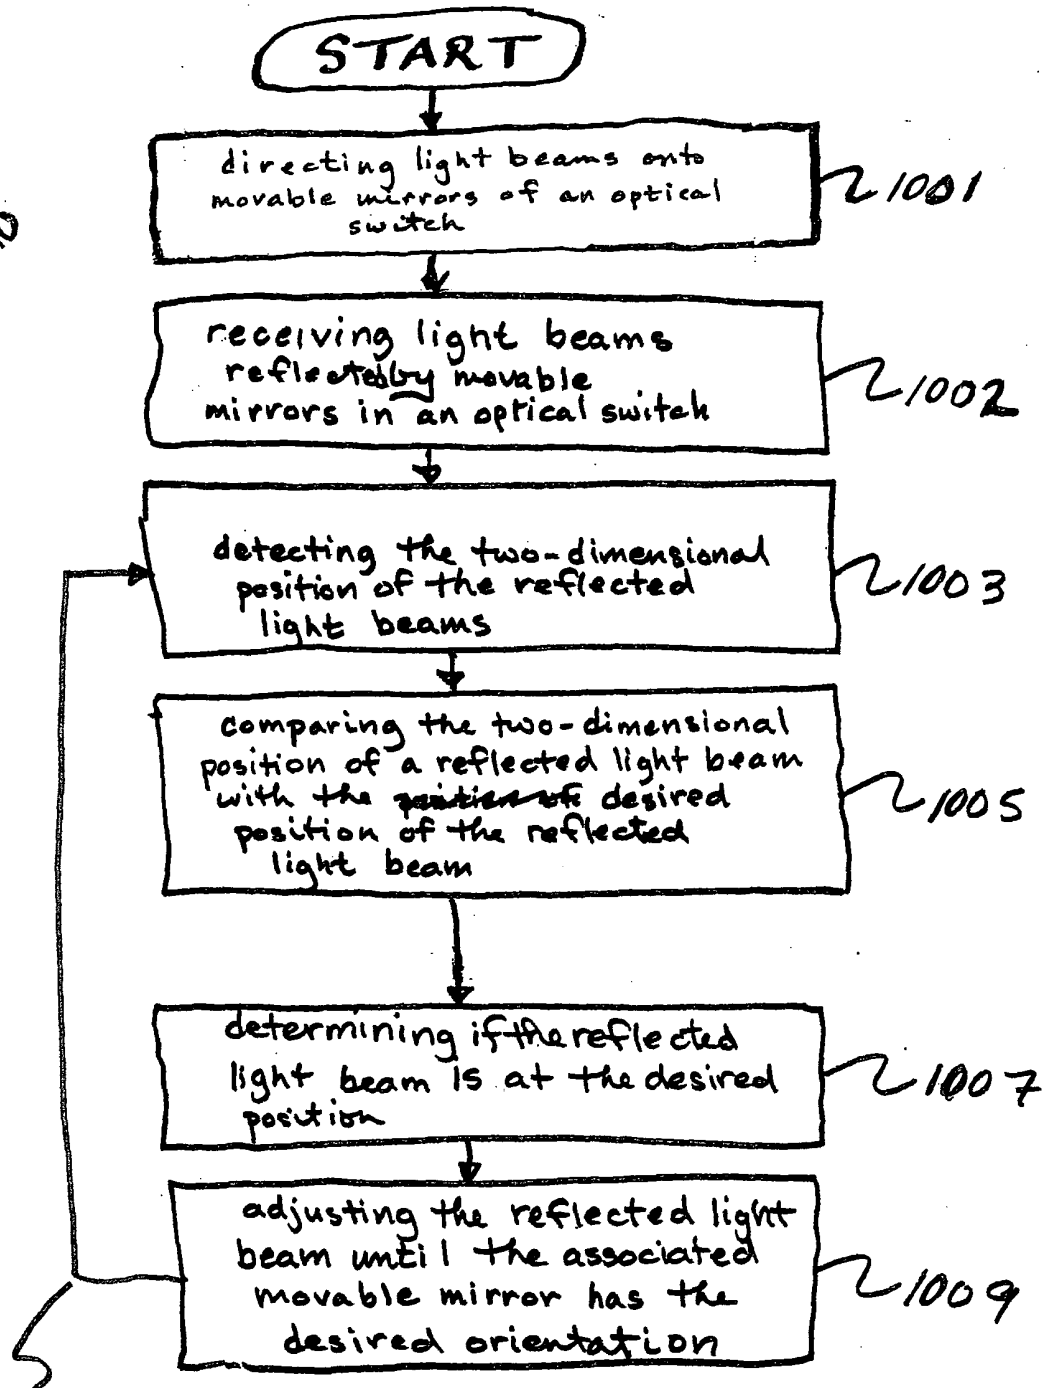 START
directing light beams onto
movable mirrors of an optical
switch
1001
receiving light beams
reflected by movable
mirrors in an optical switch
1002
detecting the two-dimensional
position of the reflected
light beams
1003
comparing the two-dimensional
position of a reflected light beam
with the desired
position of the reflected
light beam
1005
determining if the reflected
light beam is at the desired
position
1007
adjusting the reflected light
beam until the associated
movable mirror has the
desired orientation
1009